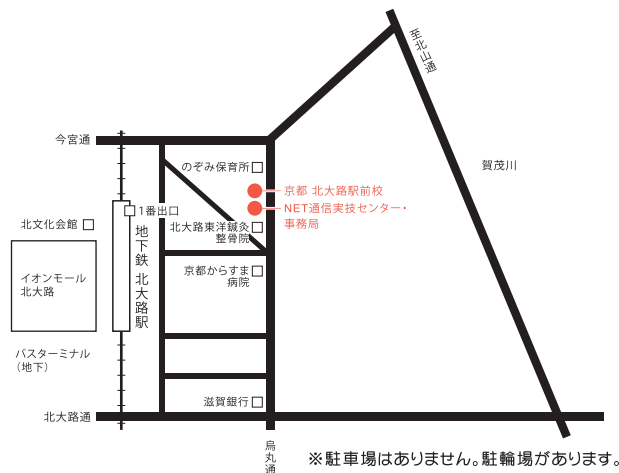 至北山通
今宮通
のぞみ保育所
賀茂川
京都 北大路駅前校
NET通信実技センター・
事務局
1番出口
北文化会館
地下鉄 北大路駅
北大路東洋鍼灸
整骨院
イオンモール
北大路
京都からすま
病院
バスターミナル
（地下）
滋賀銀行
北大路通
烏丸通
※駐車場はありません。駐輪場があります。